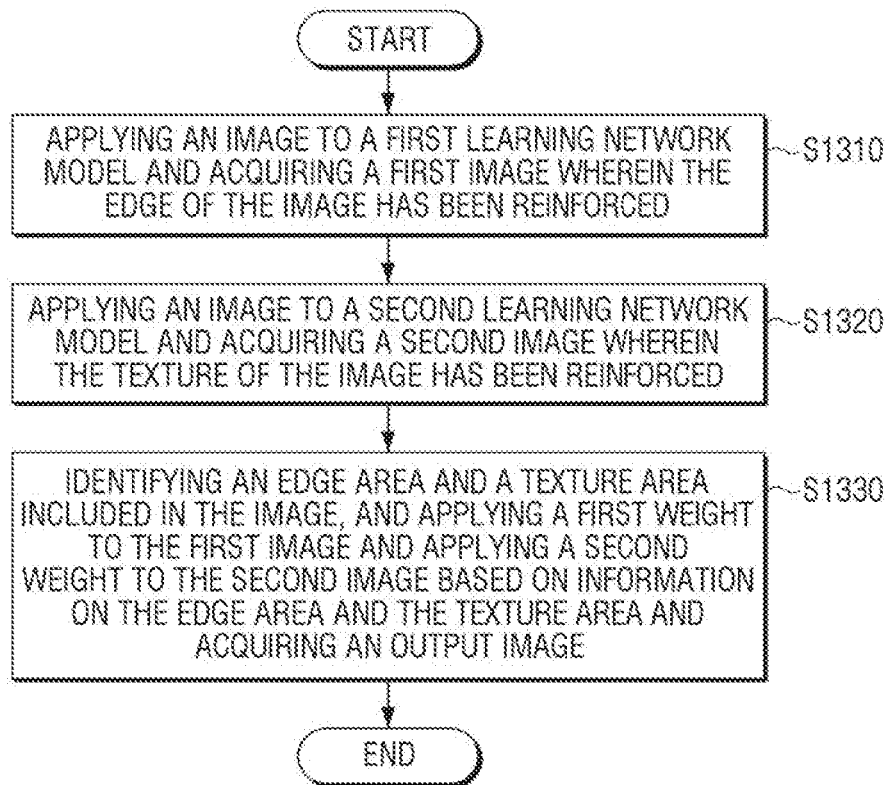 START
APPLYING AN IMAGE TO A FIRST LEARNING NETWORK
MODEL AND ACQUIRING A FIRST IMAGE WHEREIN THE
EDGE OF THE IMAGE HAS BEEN REINFORCED
S1310
APPLYING AN IMAGE TO A SECOND LEARNING NETWORK
MODEL AND ACQUIRING A SECOND IMAGE WHEREIN
THE TEXTURE OF THE IMAGE HAS BEEN REINFORCED
S1320
IDENTIFYING AN EDGE AREA AND A TEXTURE AREA
INCLUDED IN THE IMAGE, AND APPLYING A FIRST WEIGHT
TO THE FIRST IMAGE AND APPLYING A SECOND
WEIGHT TO THE SECOND IMAGE BASED ON INFORMATION
ON THE EDGE AREA AND THE TEXTURE AREA AND
ACQUIRING AN OUTPUT IMAGE
S1330
END